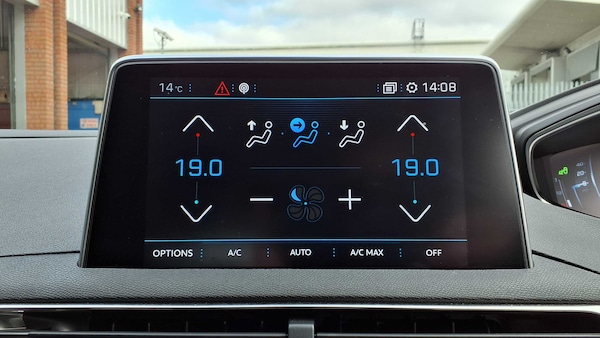 14°C 14:08
19.0 19.0
OPTIONS A/C AUTO A/C MAX OFF